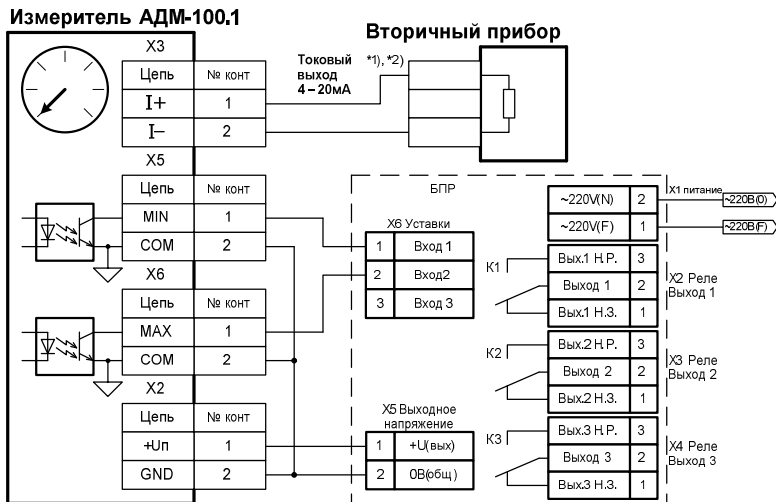 Измеритель АДМ-100.1
Вторичный прибор
X3
Цепь № конт
I+ 1
I− 2
Токовый
выход
4 – 20мА
*1), *2)
X5
Цепь № конт
MIN 1
COM 2
X6
Цепь № конт
MAX 1
COM 2
X2
Цепь № конт
+Uп 1
GND 2
БПР
X6 Уставки
1 Вход 1
2 Вход2
3 Вход 3
X5 Выходное
напряжение
1 +U(вых)
2 0В(общ.)
~220V(N) 2
~220V(F) 1
X1 питание
~220В(0)
~220В(F)
К1
Вых.1 Н.Р. 3
Выход 1 2
Вых.1 Н.З. 1
X2 Реле
Выход 1
К2
Вых.2 Н.Р. 3
Выход 2 2
Вых.2 Н.З. 1
X3 Реле
Выход 2
К3
Вых.3 Н.Р. 3
Выход 3 2
Вых.3 Н.З. 1
X4 Реле
Выход 3